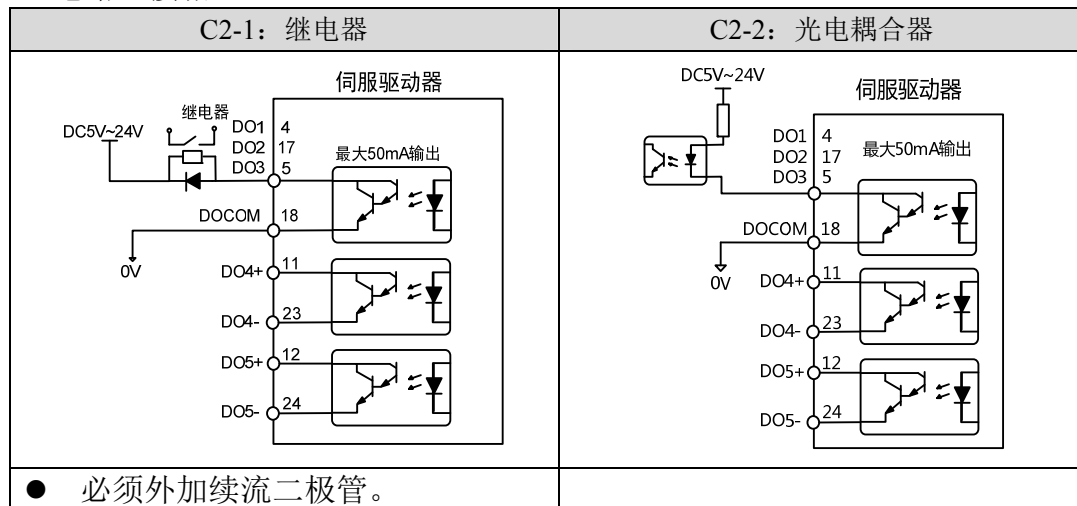 C2-1：继电器
C2-2：光电耦合器
伺服驱动器
继电器
DC5V~24V
DO1 4
DO2 17
DO3 5
最大50mA输出
DOCOM 18
0V
DO4+ 11
DO4- 23
DO5+ 12
DO5- 24
DC5V~24V
伺服驱动器
DO1 4
DO2 17
DO3 5
最大50mA输出
DOCOM 18
0V
DO4+ 11
DO4- 23
DO5+ 12
DO5- 24
● 必须外加续流二极管。